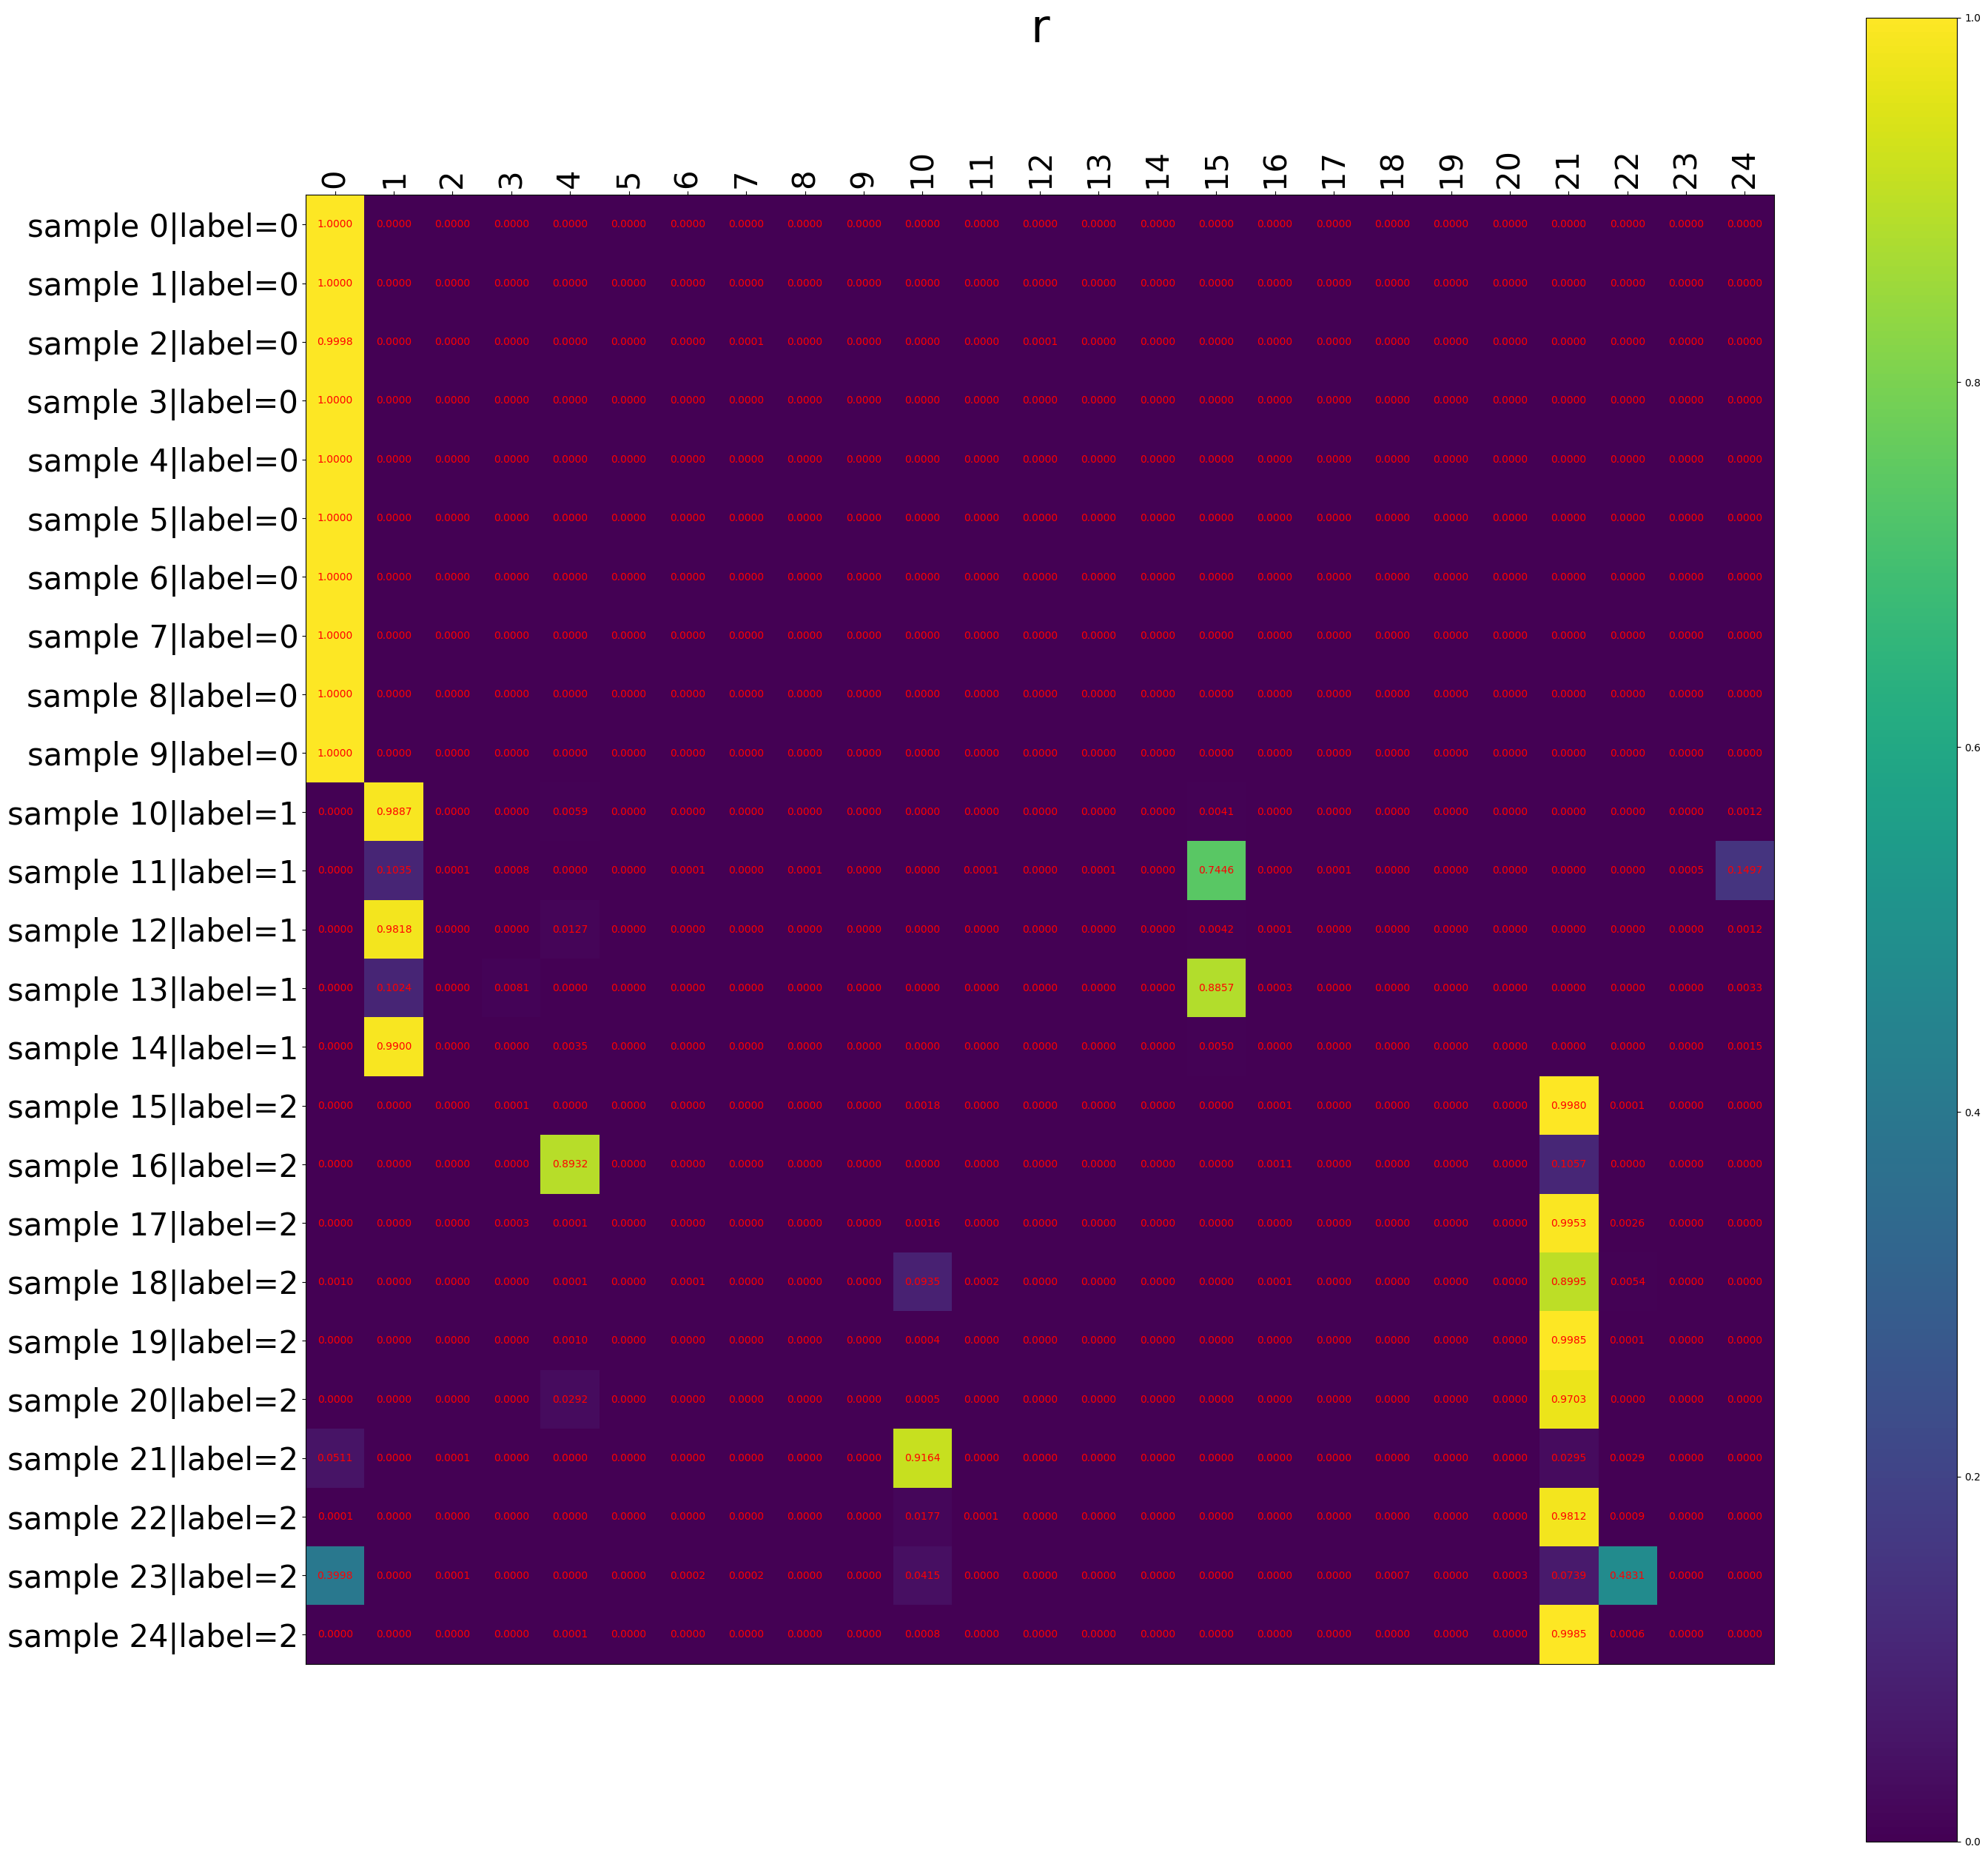 r
0 1 2 3 4 5 6 7 8 9 10 11 12 13 14 15 16 17 18 19 20 21 22 23 24
sample 0|label=0 1.0000 0.0000 0.0000 0.0000 0.0000 0.0000 0.0000 0.0000 0.0000 0.0000 0.0000 0.0000 0.0000 0.0000 0.0000 0.0000 0.0000 0.0000 0.0000 0.0000 0.0000 0.0000 0.0000 0.0000 0.0000
sample 1|label=0 1.0000 0.0000 0.0000 0.0000 0.0000 0.0000 0.0000 0.0000 0.0000 0.0000 0.0000 0.0000 0.0000 0.0000 0.0000 0.0000 0.0000 0.0000 0.0000 0.0000 0.0000 0.0000 0.0000 0.0000 0.0000
sample 2|label=0 0.9998 0.0000 0.0000 0.0000 0.0000 0.0000 0.0000 0.0001 0.0000 0.0000 0.0000 0.0000 0.0001 0.0000 0.0000 0.0000 0.0000 0.0000 0.0000 0.0000 0.0000 0.0000 0.0000 0.0000 0.0000
sample 3|label=0 1.0000 0.0000 0.0000 0.0000 0.0000 0.0000 0.0000 0.0000 0.0000 0.0000 0.0000 0.0000 0.0000 0.0000 0.0000 0.0000 0.0000 0.0000 0.0000 0.0000 0.0000 0.0000 0.0000 0.0000 0.0000
sample 4|label=0 1.0000 0.0000 0.0000 0.0000 0.0000 0.0000 0.0000 0.0000 0.0000 0.0000 0.0000 0.0000 0.0000 0.0000 0.0000 0.0000 0.0000 0.0000 0.0000 0.0000 0.0000 0.0000 0.0000 0.0000 0.0000
sample 5|label=0 1.0000 0.0000 0.0000 0.0000 0.0000 0.0000 0.0000 0.0000 0.0000 0.0000 0.0000 0.0000 0.0000 0.0000 0.0000 0.0000 0.0000 0.0000 0.0000 0.0000 0.0000 0.0000 0.0000 0.0000 0.0000
sample 6|label=0 1.0000 0.0000 0.0000 0.0000 0.0000 0.0000 0.0000 0.0000 0.0000 0.0000 0.0000 0.0000 0.0000 0.0000 0.0000 0.0000 0.0000 0.0000 0.0000 0.0000 0.0000 0.0000 0.0000 0.0000 0.0000
sample 7|label=0 1.0000 0.0000 0.0000 0.0000 0.0000 0.0000 0.0000 0.0000 0.0000 0.0000 0.0000 0.0000 0.0000 0.0000 0.0000 0.0000 0.0000 0.0000 0.0000 0.0000 0.0000 0.0000 0.0000 0.0000 0.0000
sample 8|label=0 1.0000 0.0000 0.0000 0.0000 0.0000 0.0000 0.0000 0.0000 0.0000 0.0000 0.0000 0.0000 0.0000 0.0000 0.0000 0.0000 0.0000 0.0000 0.0000 0.0000 0.0000 0.0000 0.0000 0.0000 0.0000
sample 9|label=0 1.0000 0.0000 0.0000 0.0000 0.0000 0.0000 0.0000 0.0000 0.0000 0.0000 0.0000 0.0000 0.0000 0.0000 0.0000 0.0000 0.0000 0.0000 0.0000 0.0000 0.0000 0.0000 0.0000 0.0000 0.0000
sample 10|label=1 0.0000 0.9887 0.0000 0.0000 0.0059 0.0000 0.0000 0.0000 0.0000 0.0000 0.0000 0.0000 0.0000 0.0000 0.0000 0.0041 0.0000 0.0000 0.0000 0.0000 0.0000 0.0000 0.0000 0.0000 0.0012
sample 11|label=1 0.0000 0.1035 0.0001 0.0008 0.0000 0.0000 0.0001 0.0000 0.0001 0.0000 0.0000 0.0001 0.0000 0.0001 0.0000 0.7446 0.0000 0.0001 0.0000 0.0000 0.0000 0.0000 0.0000 0.0005 0.1497
sample 12|label=1 0.0000 0.9818 0.0000 0.0000 0.0127 0.0000 0.0000 0.0000 0.0000 0.0000 0.0000 0.0000 0.0000 0.0000 0.0000 0.0042 0.0001 0.0000 0.0000 0.0000 0.0000 0.0000 0.0000 0.0000 0.0012
sample 13|label=1 0.0000 0.1024 0.0000 0.0081 0.0000 0.0000 0.0000 0.0000 0.0000 0.0000 0.0000 0.0000 0.0000 0.0000 0.0000 0.8857 0.0003 0.0000 0.0000 0.0000 0.0000 0.0000 0.0000 0.0000 0.0033
sample 14|label=1 0.0000 0.9900 0.0000 0.0000 0.0035 0.0000 0.0000 0.0000 0.0000 0.0000 0.0000 0.0000 0.0000 0.0000 0.0000 0.0050 0.0000 0.0000 0.0000 0.0000 0.0000 0.0000 0.0000 0.0000 0.0015
sample 15|label=2 0.0000 0.0000 0.0000 0.0001 0.0000 0.0000 0.0000 0.0000 0.0000 0.0000 0.0018 0.0000 0.0000 0.0000 0.0000 0.0000 0.0001 0.0000 0.0000 0.0000 0.0000 0.9980 0.0001 0.0000 0.0000
sample 16|label=2 0.0000 0.0000 0.0000 0.0000 0.8932 0.0000 0.0000 0.0000 0.0000 0.0000 0.0000 0.0000 0.0000 0.0000 0.0000 0.0000 0.0011 0.0000 0.0000 0.0000 0.0000 0.1057 0.0000 0.0000 0.0000
sample 17|label=2 0.0000 0.0000 0.0000 0.0003 0.0001 0.0000 0.0000 0.0000 0.0000 0.0000 0.0016 0.0000 0.0000 0.0000 0.0000 0.0000 0.0000 0.0000 0.0000 0.0000 0.0000 0.9953 0.0026 0.0000 0.0000
sample 18|label=2 0.0010 0.0000 0.0000 0.0000 0.0001 0.0000 0.0001 0.0000 0.0000 0.0000 0.0935 0.0002 0.0000 0.0000 0.0000 0.0000 0.0001 0.0000 0.0000 0.0000 0.0000 0.8995 0.0054 0.0000 0.0000
sample 19|label=2 0.0000 0.0000 0.0000 0.0000 0.0010 0.0000 0.0000 0.0000 0.0000 0.0000 0.0004 0.0000 0.0000 0.0000 0.0000 0.0000 0.0000 0.0000 0.0000 0.0000 0.0000 0.9985 0.0001 0.0000 0.0000
sample 20|label=2 0.0000 0.0000 0.0000 0.0000 0.0292 0.0000 0.0000 0.0000 0.0000 0.0000 0.0005 0.0000 0.0000 0.0000 0.0000 0.0000 0.0000 0.0000 0.0000 0.0000 0.0000 0.9703 0.0000 0.0000 0.0000
sample 21|label=2 0.0511 0.0000 0.0001 0.0000 0.0000 0.0000 0.0000 0.0000 0.0000 0.0000 0.9164 0.0000 0.0000 0.0000 0.0000 0.0000 0.0000 0.0000 0.0000 0.0000 0.0000 0.0295 0.0029 0.0000 0.0000
sample 22|label=2 0.0001 0.0000 0.0000 0.0000 0.0000 0.0000 0.0000 0.0000 0.0000 0.0000 0.0177 0.0001 0.0000 0.0000 0.0000 0.0000 0.0000 0.0000 0.0000 0.0000 0.0000 0.9812 0.0009 0.0000 0.0000
sample 23|label=2 0.3998 0.0000 0.0001 0.0000 0.0000 0.0000 0.0002 0.0002 0.0000 0.0000 0.0415 0.0000 0.0000 0.0000 0.0000 0.0000 0.0000 0.0000 0.0007 0.0000 0.0003 0.0739 0.4831 0.0000 0.0000
sample 24|label=2 0.0000 0.0000 0.0000 0.0000 0.0001 0.0000 0.0000 0.0000 0.0000 0.0000 0.0008 0.0000 0.0000 0.0000 0.0000 0.0000 0.0000 0.0000 0.0000 0.0000 0.0000 0.9985 0.0006 0.0000 0.0000
1.0
0.8
0.6
0.4
0.2
0.0